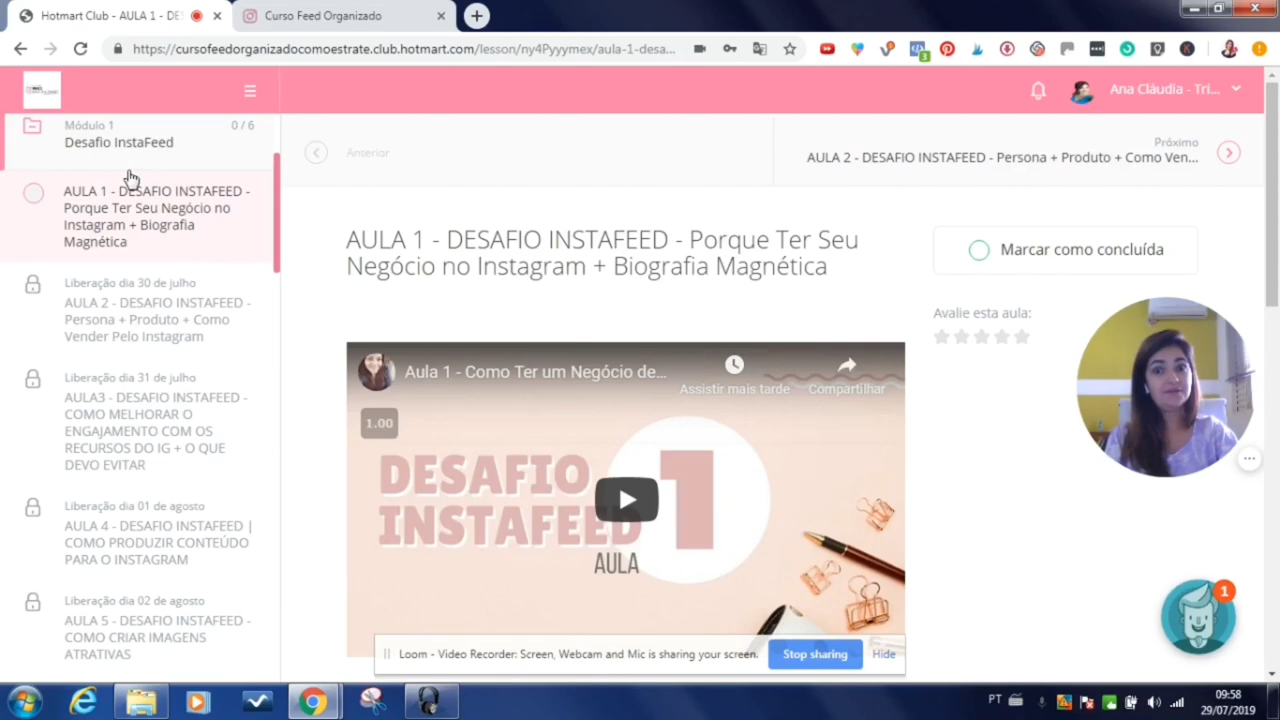 Hotmart Club - AULA 1 - DE
Curso Feed Organizado
https://cursofeedorganizadocomoestrate.club.hotmart.com/lesson/ny4Pyyymex/aula-1-desa...
3
Ana Cláudia - Tri...
Módulo 1
0 / 6
Desafio InstaFeed
AULA 1 - DESAFIO INSTAFEED -
Porque Ter Seu Negócio no
Instagram + Biografia
Magnética
Liberação dia 30 de julho
AULA 2 - DESAFIO INSTAFEED -
Persona + Produto + Como
Vender Pelo Instagram
Liberação dia 31 de julho
AULA3 - DESAFIO INSTAFEED -
COMO MELHORAR O
ENGAJAMENTO COM OS
RECURSOS DO IG + O QUE
DEVO EVITAR
Liberação dia 01 de agosto
AULA 4 - DESAFIO INSTAFEED |
COMO PRODUZIR CONTEÚDO
PARA O INSTAGRAM
Liberação dia 02 de agosto
AULA 5 - DESAFIO INSTAFEED -
COMO CRIAR IMAGENS
ATRATIVAS
Anterior
Próximo
AULA 2 - DESAFIO INSTAFEED - Persona + Produto + Como Ven...
AULA 1 - DESAFIO INSTAFEED - Porque Ter Seu
Negócio no Instagram + Biografia Magnética
Marcar como concluída
Avalie esta aula:
Aula 1 - Como Ter um Negócio de...
Assistir mais tarde
Compartilhar
1.00
DESAFIO
INSTAFEED
1
AULA
Loom - Video Recorder: Screen, Webcam and Mic is sharing your screen.
Stop sharing
Hide
1
PT
09:58
29/07/2019